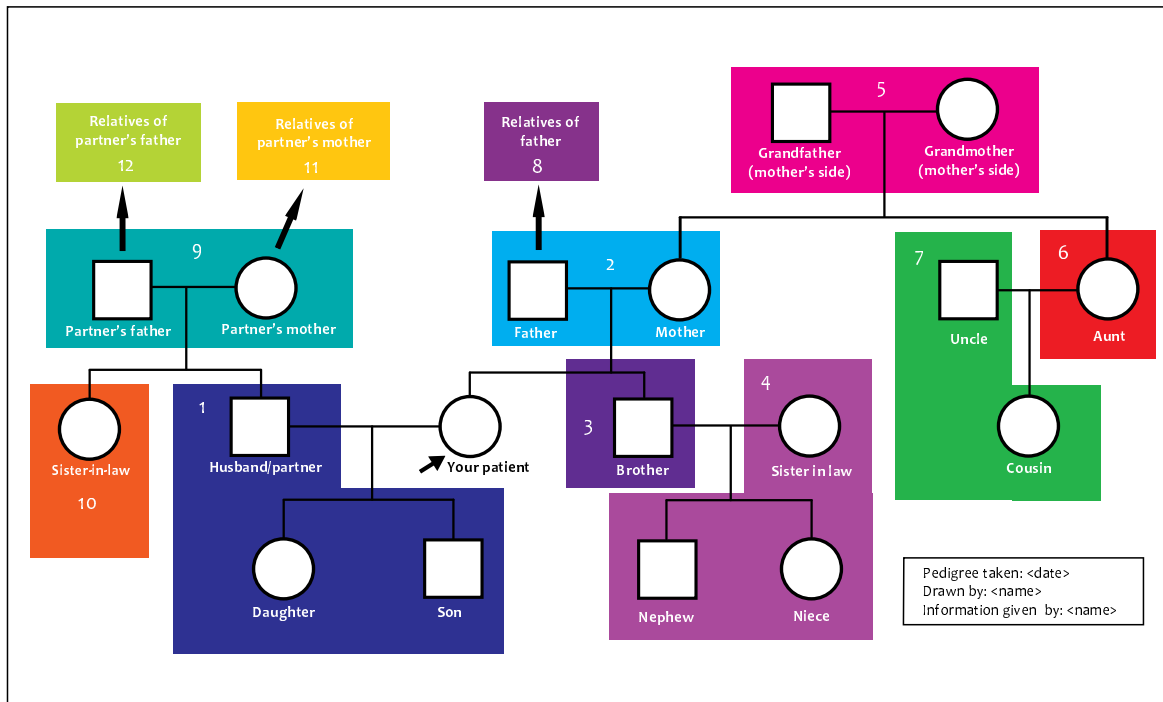 Relatives of
partner's father
12
Relatives of
partner's mother
11
Relatives of
father
8
5
Grandfather
(mother's side)
Grandmother
(mother's side)
9
Partner's father
Partner's mother
2
Father
Mother
7
Uncle
6
Aunt
Sister-in-law
10
1
Husband/partner
Your patient
3
Brother
4
Sister in law
Cousin
Daughter
Son
Nephew
Niece
Pedigree taken: <date>
Drawn by: <name>
Information given by: <name>